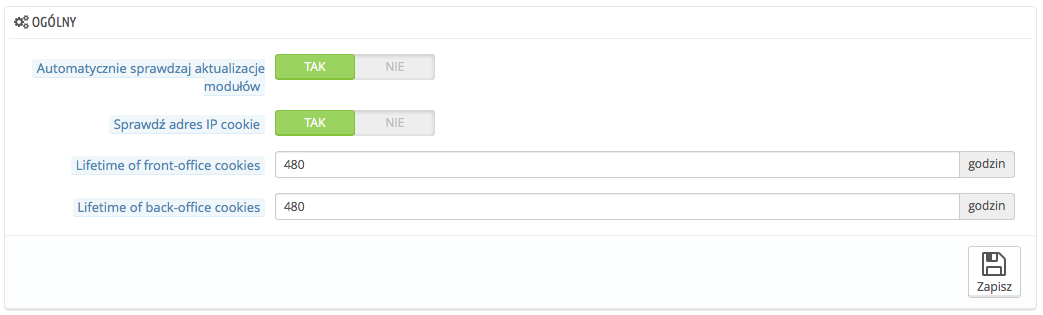 OGÓLNY
Automatycznie sprawdzaj aktualizacje
modułów
TAK NIE
Sprawdź adres IP cookie
TAK NIE
Lifetime of front-office cookies
480 godzin
Lifetime of back-office cookies
480 godzin
Zapisz